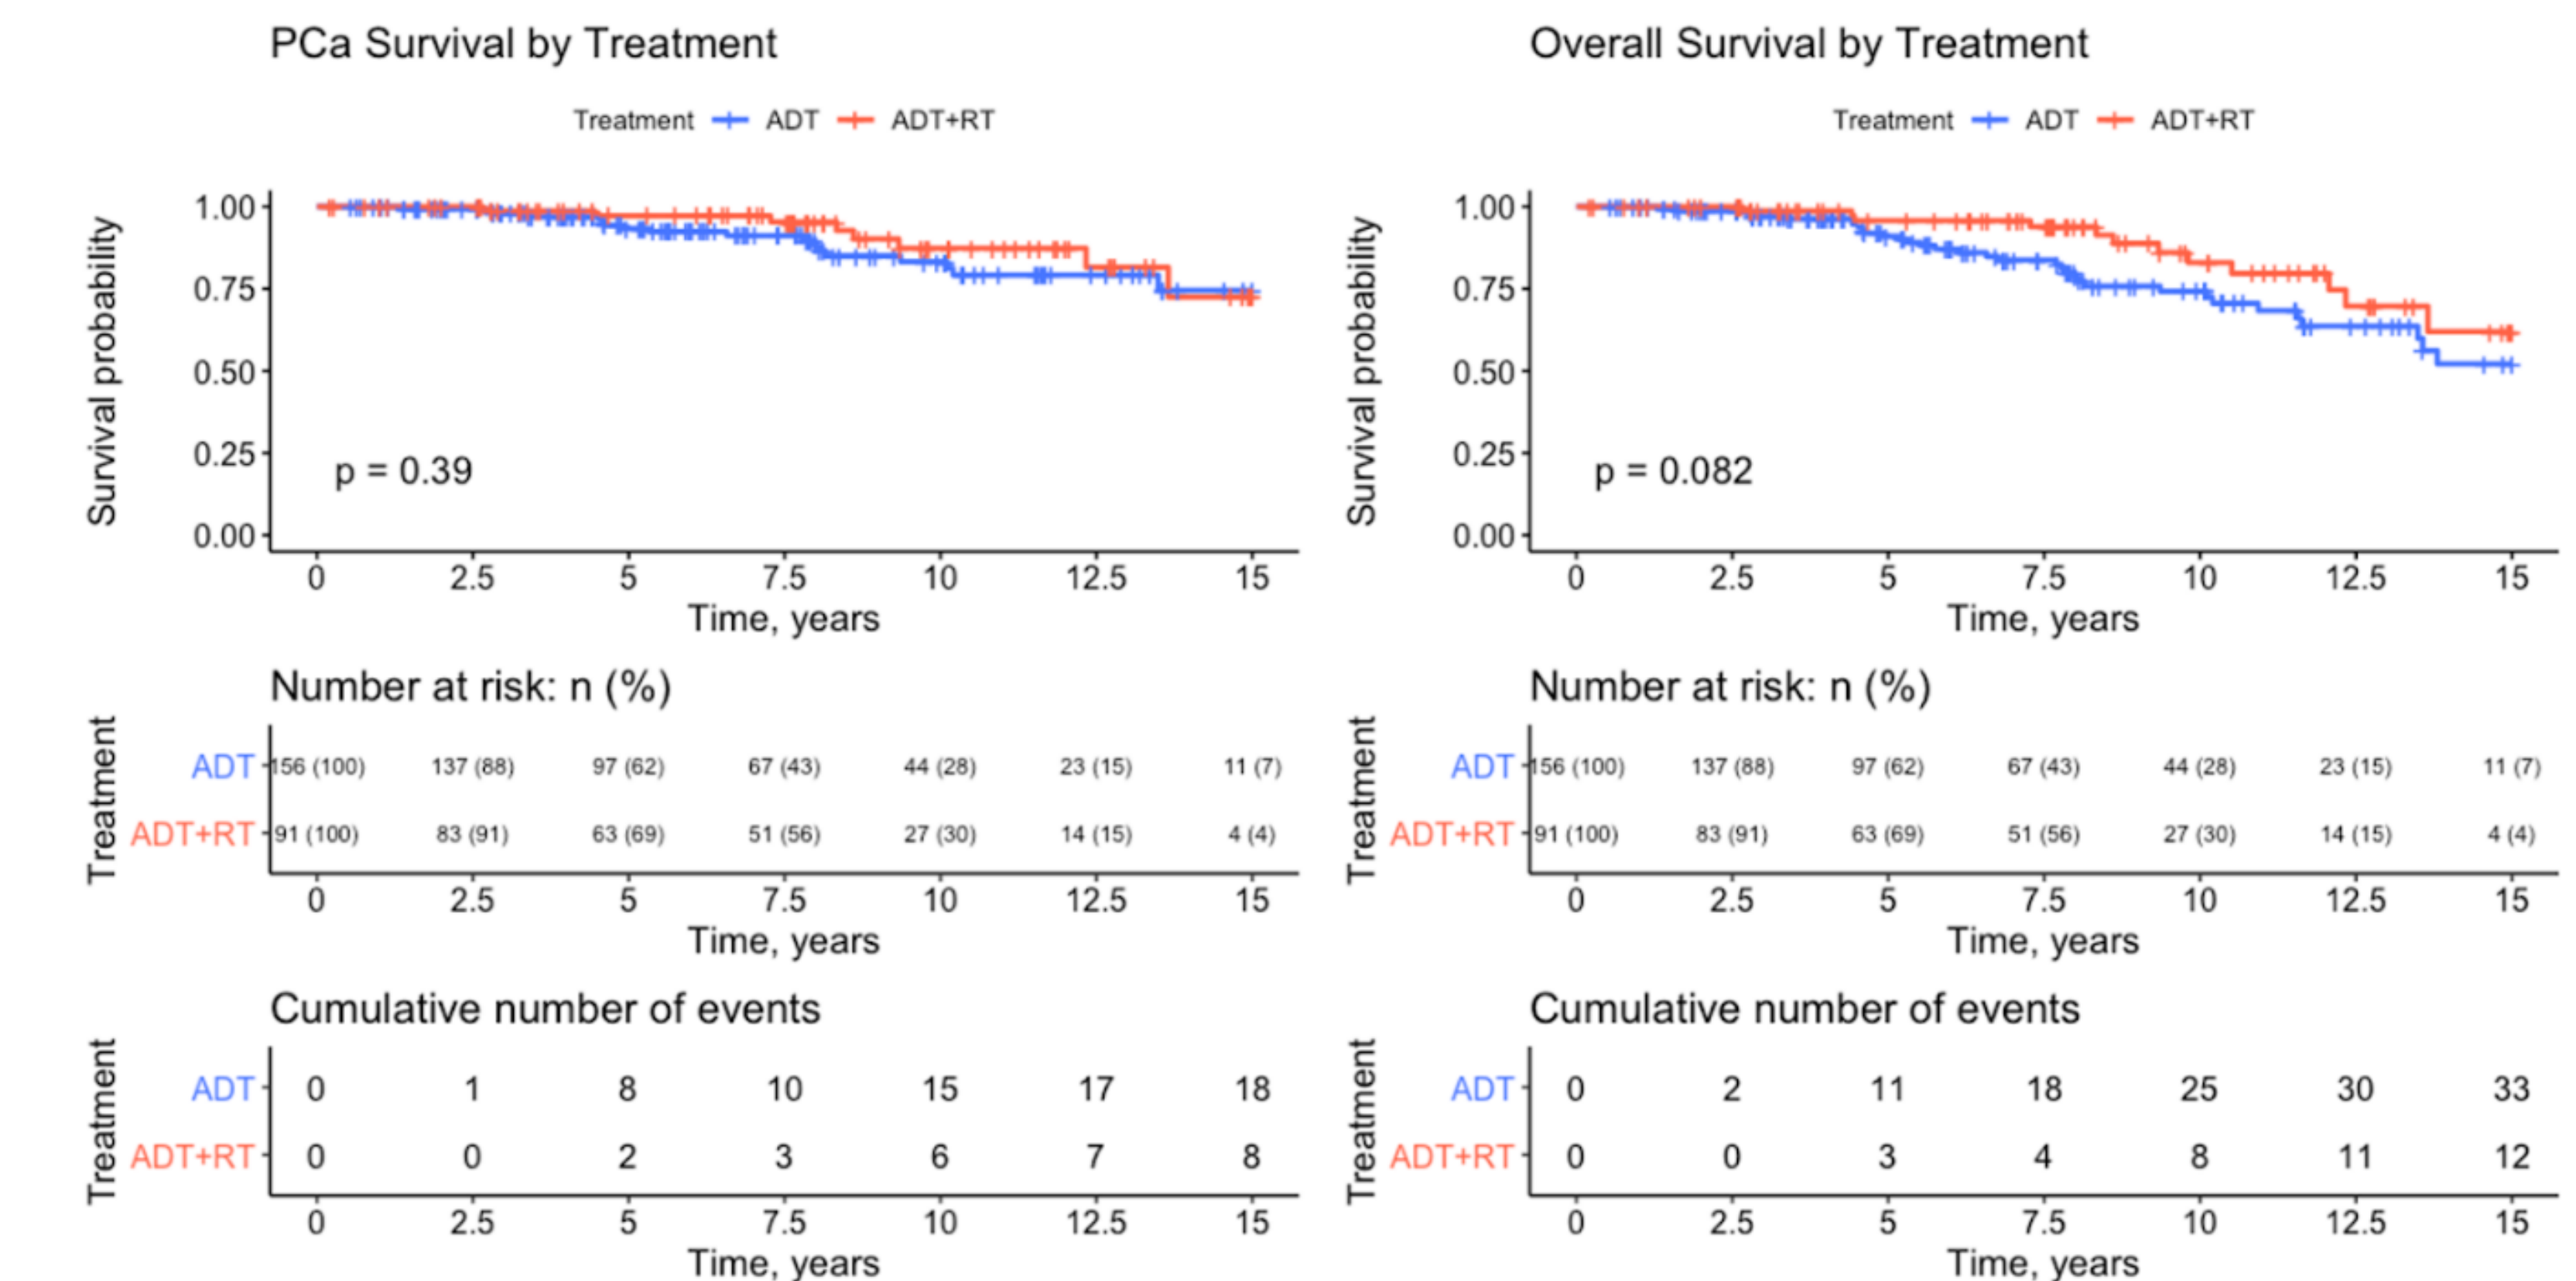 PCa Survival by Treatment
Treatment ADT ADT+RT
Survival probability
1.00
0.75
0.50
0.25
0.00
p = 0.39
0 2.5 5 7.5 10 12.5 15
Time, years
Number at risk: n (%)
Treatment
ADT 156 (100) 137 (88) 97 (62) 67 (43) 44 (28) 23 (15) 11 (7)
ADT+RT 91 (100) 83 (91) 63 (69) 51 (56) 27 (30) 14 (15) 4 (4)
0 2.5 5 7.5 10 12.5 15
Time, years
Cumulative number of events
Treatment
ADT 0 1 8 10 15 17 18
ADT+RT 0 0 2 3 6 7 8
0 2.5 5 7.5 10 12.5 15
Time, years
Overall Survival by Treatment
Treatment ADT ADT+RT
Survival probability
1.00
0.75
0.50
0.25
0.00
p = 0.082
0 2.5 5 7.5 10 12.5 15
Time, years
Number at risk: n (%)
Treatment
ADT 156 (100) 137 (88) 97 (62) 67 (43) 44 (28) 23 (15) 11 (7)
ADT+RT 91 (100) 83 (91) 63 (69) 51 (56) 27 (30) 14 (15) 4 (4)
0 2.5 5 7.5 10 12.5 15
Time, years
Cumulative number of events
Treatment
ADT 0 2 11 18 25 30 33
ADT+RT 0 0 3 4 8 11 12
0 2.5 5 7.5 10 12.5 15
Time, years